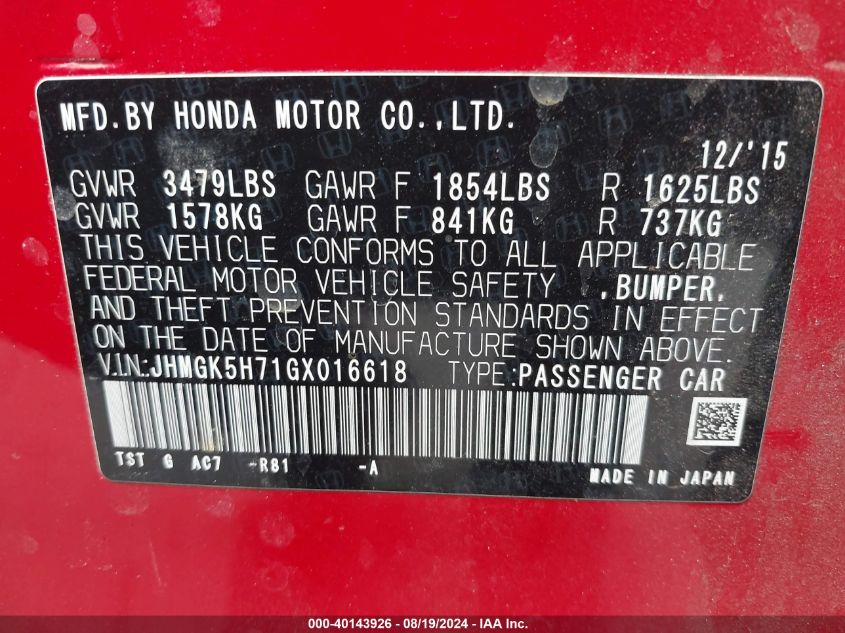 MFD.BY HONDA MOTOR CO.,LTD.
12/'15
GVWR 3479LBS GAWR F 1854LBS R 1625LBS
GVWR 1578KG GAWR F 841KG R 737KG
THIS VEHICLE CONFORMS TO ALL APPLICABLE
FEDERAL MOTOR VEHICLE SAFETY ,BUMPER,
AND THEFT PREVENTION STANDARDS IN EFFECT
ON THE DATE OF MANUFACTURE SHOWN ABOVE.
V.I.N:JHMGK5H71GX016618 TYPE:PASSENGER CAR
TST G AC7 -R81 -A
MADE IN JAPAN
000-40143926 - 08/19/2024 - IAA Inc.